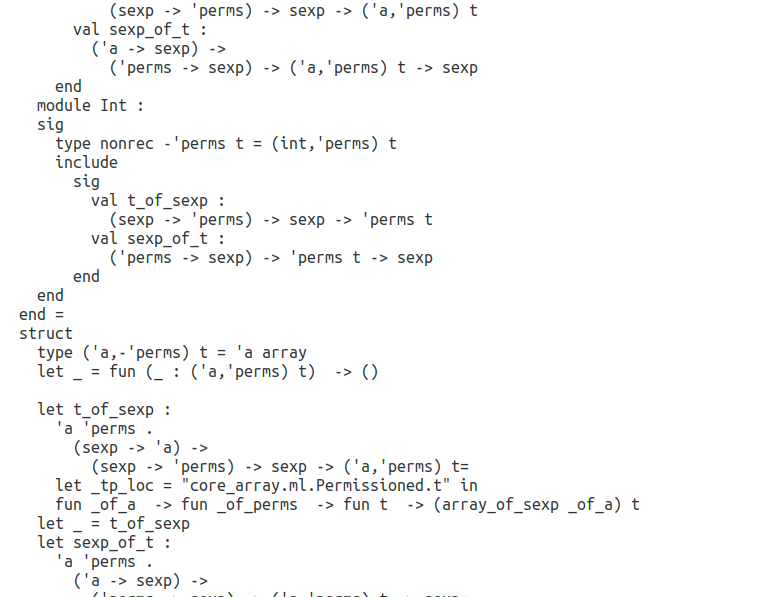 (sexp -> 'perms) -> sexp -> ('a,'perms) t
val sexp_of_t :
('a -> sexp) ->
('perms -> sexp) -> ('a,'perms) t -> sexp
end
module Int :
sig
type nonrec -'perms t = (int,'perms) t
include
sig
val t_of_sexp :
(sexp -> 'perms) -> sexp -> 'perms t
val sexp_of_t :
('perms -> sexp) -> 'perms t -> sexp
end
end
end =
struct
type ('a,-'perms) t = 'a array
let _ = fun (_ : ('a,'perms) t)  -> ()
let t_of_sexp :
'a 'perms .
(sexp -> 'a) ->
(sexp -> 'perms) -> sexp -> ('a,'perms) t=
let _tp_loc = "core_array.ml.Permissioned.t" in
fun _of_a  -> fun _of_perms  -> fun t  -> (array_of_sexp _of_a) t
let _ = t_of_sexp
let sexp_of_t :
'a 'perms .
('a -> sexp) ->